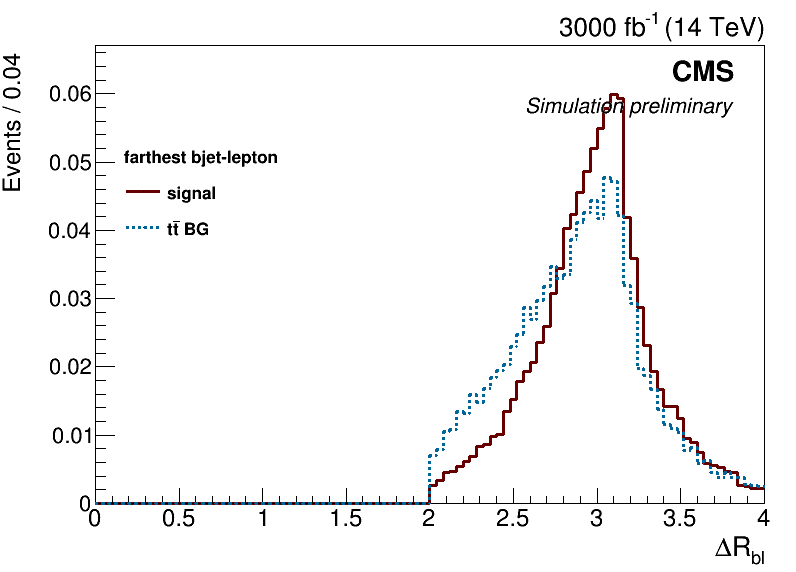 3000 fb⁻¹ (14 TeV)
CMS
Simulation preliminary
Events / 0.04
farthest bjet-lepton
signal
tt̄ BG
0.06
0.05
0.04
0.03
0.02
0.01
0
0 0.5 1 1.5 2 2.5 3 3.5 4
ΔR_bl